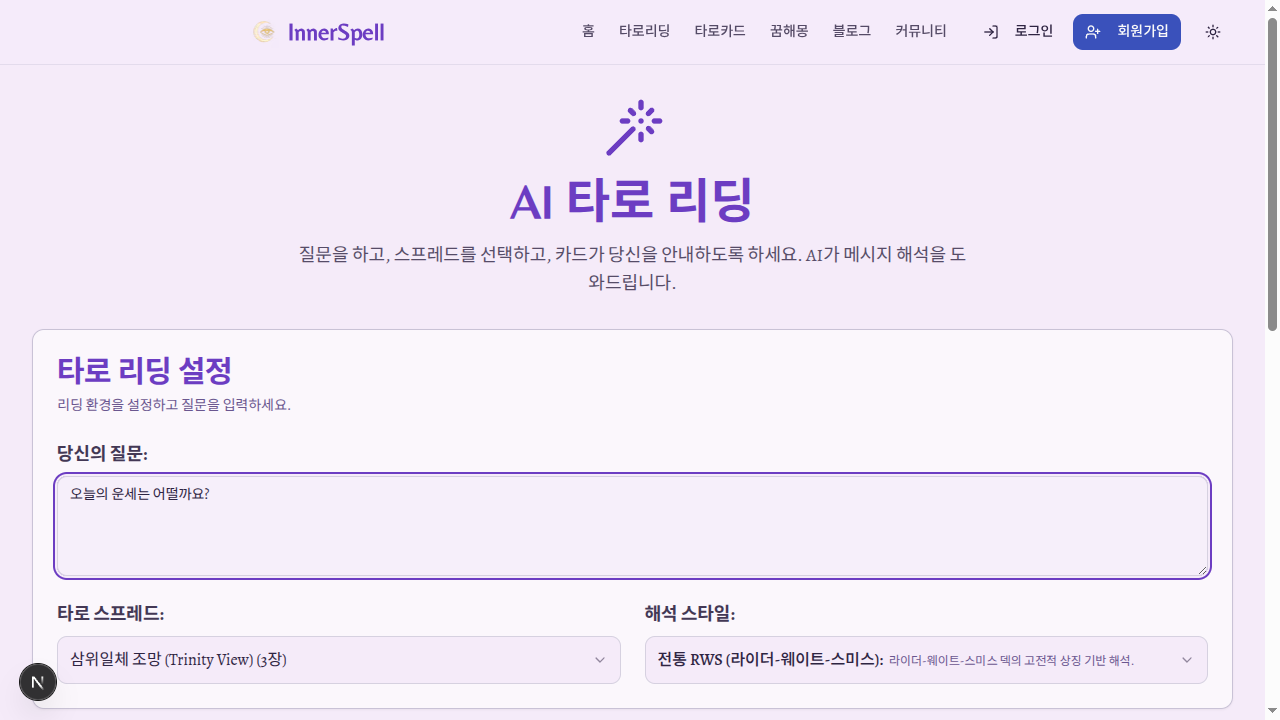 InnerSpell
홈
타로리딩
타로카드
꿈해몽
블로그
커뮤니티
로그인
회원가입
AI 타로 리딩
질문을 하고, 스프레드를 선택하고, 카드가 당신을 안내하도록 하세요. AI가 메시지 해석을 도
와드립니다.
타로 리딩 설정
리딩 환경을 설정하고 질문을 입력하세요.
당신의 질문:
오늘의 운세는 어떨까요?
타로 스프레드:
해석 스타일:
삼위일체 조망 (Trinity View) (3장)
전통 RWS (라이더-웨이트-스미스): 라이더-웨이트-스미스 덱의 고전적 상징 기반 해석.
N